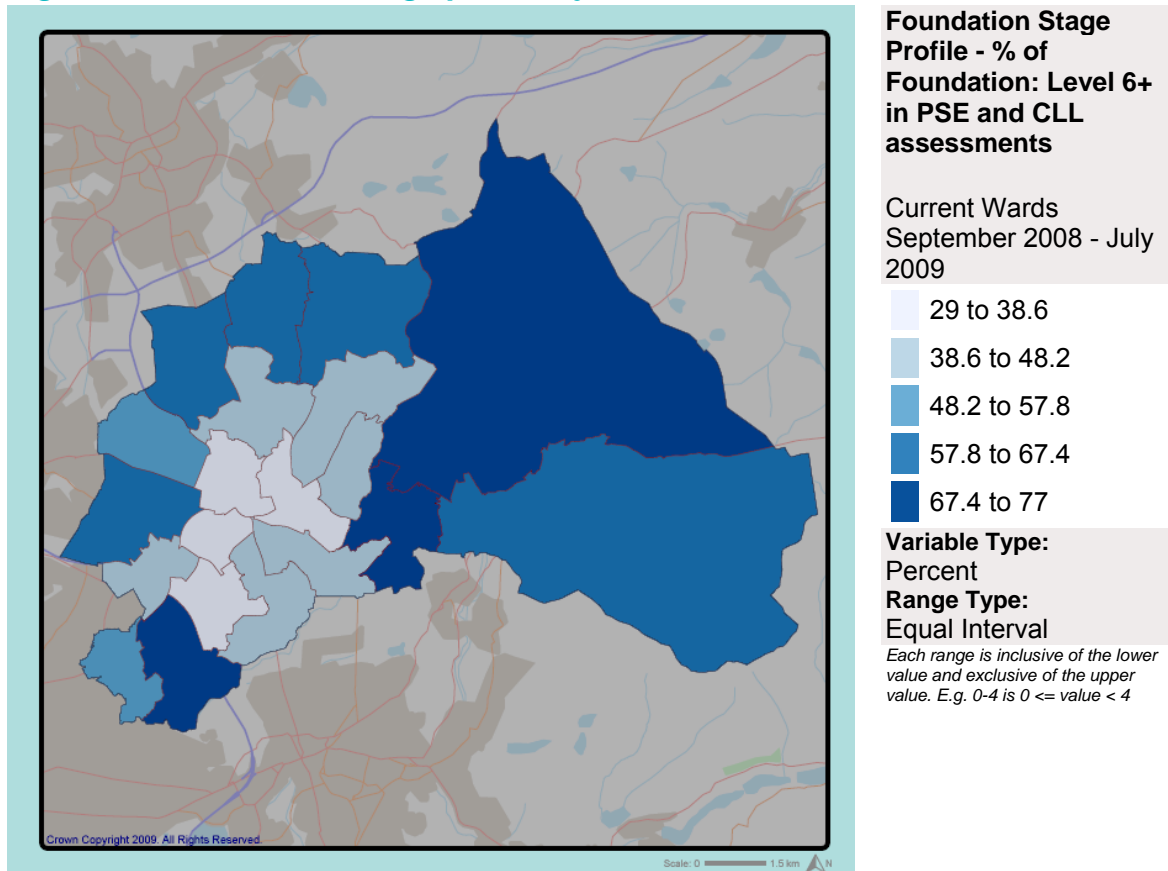 Foundation Stage
Profile - % of
Foundation: Level 6+
in PSE and CLL
assessments
Current Wards
September 2008 - July
2009
29 to 38.6
38.6 to 48.2
48.2 to 57.8
57.8 to 67.4
67.4 to 77
Variable Type:
Percent
Range Type:
Equal Interval
Each range is inclusive of the lower
value and exclusive of the upper
value. E.g. 0-4 is 0 <= value < 4
Crown Copyright 2009. All Rights Reserved.
Scale: 0 1.5 km N